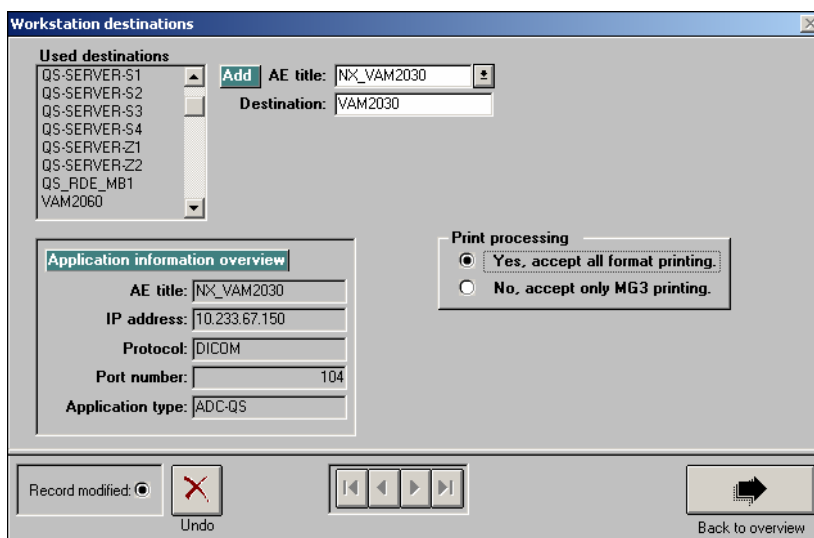 Workstation destinations
Used destinations
QS-SERVER-S1
QS-SERVER-S2
QS-SERVER-S3
QS-SERVER-S4
QS-SERVER-Z1
QS-SERVER-Z2
QS_RDE_MB1
VAM2060
Add AE title: NX_VAM2030
Destination: VAM2030
Application information overview
AE title: NX_VAM2030
IP address: 10.233.67.150
Protocol: DICOM
Port number: 104
Application type: ADC-QS
Print processing
Yes, accept all format printing.
No, accept only MG3 printing.
Record modified:
Undo
Back to overview